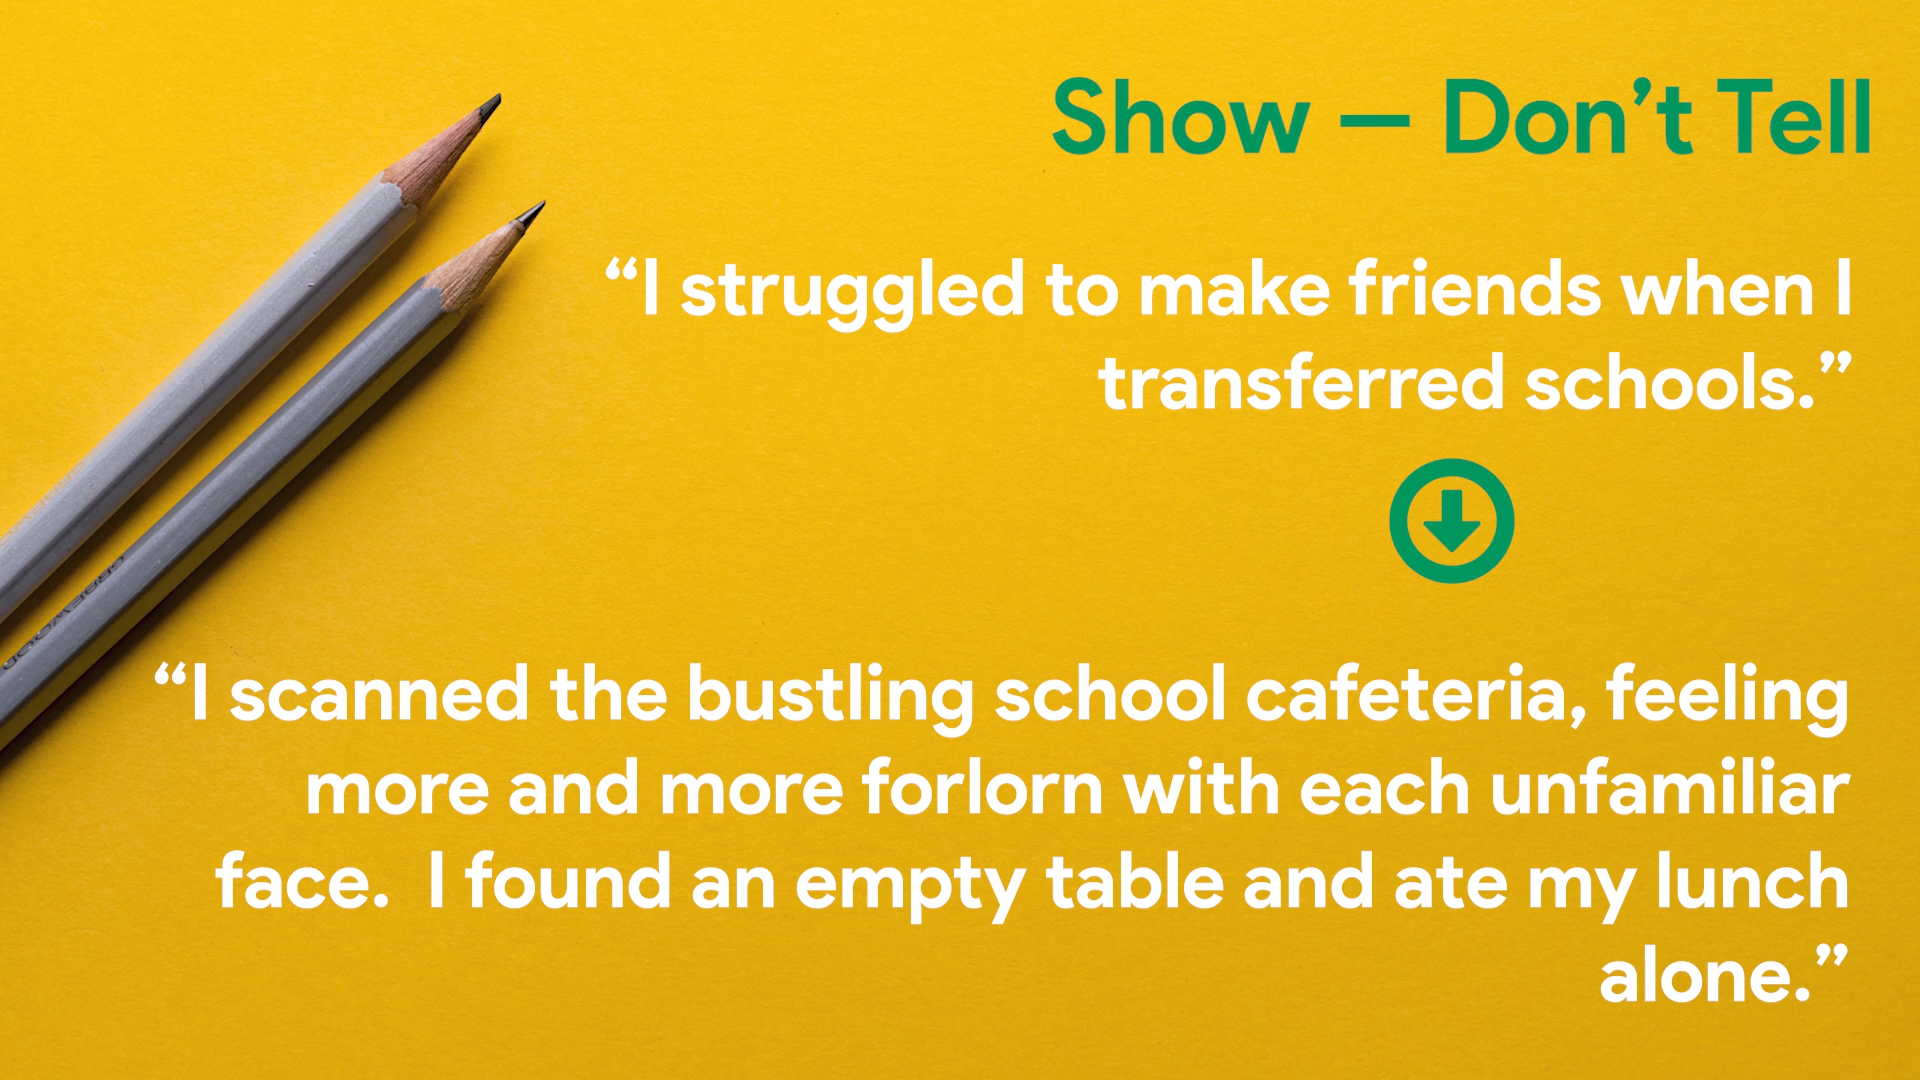 Show – Don’t Tell
“I struggled to make friends when I
transferred schools.”
“I scanned the bustling school cafeteria, feeling
more and more forlorn with each unfamiliar
face.  I found an empty table and ate my lunch
alone.”